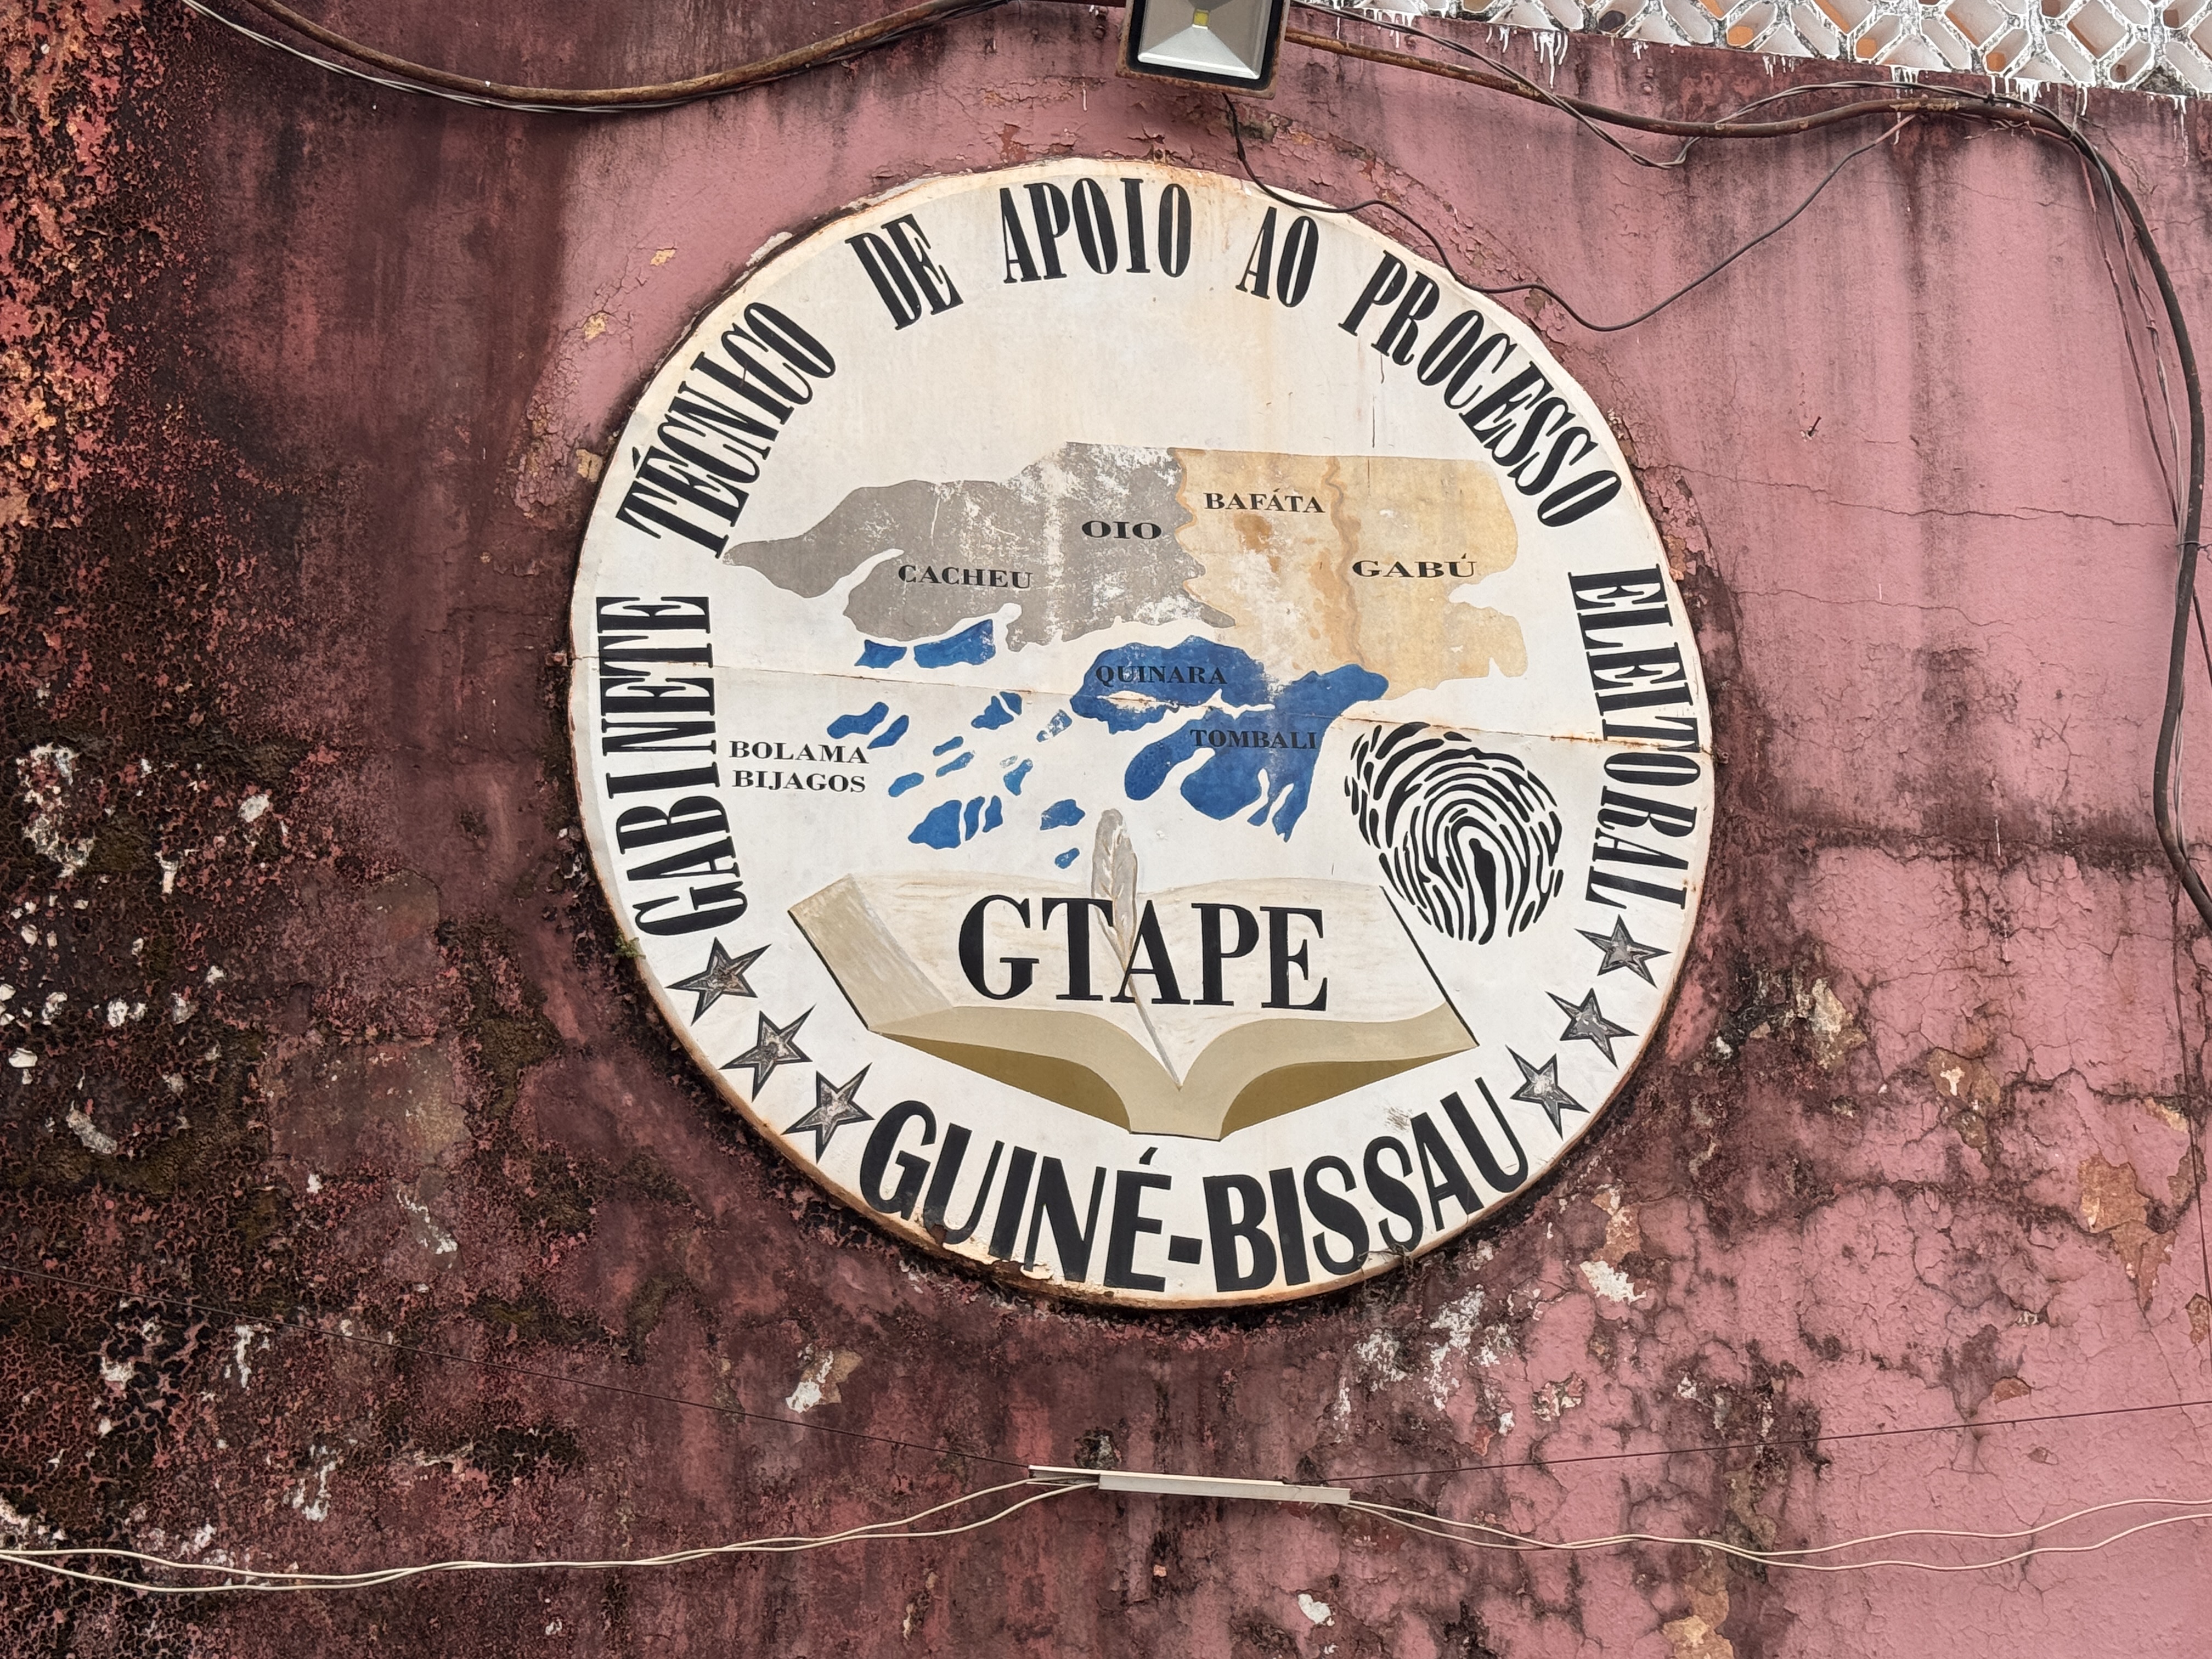 GABINETE TÉCNICO DE APOIO AO PROCESSO ELEITORAL
OIO
BAFÁTA
CACHEU
GABÚ
QUINARA
TOMBALI
BOLAMA
BIJAGOS
GTAPE
GUINÉ-BISSAU